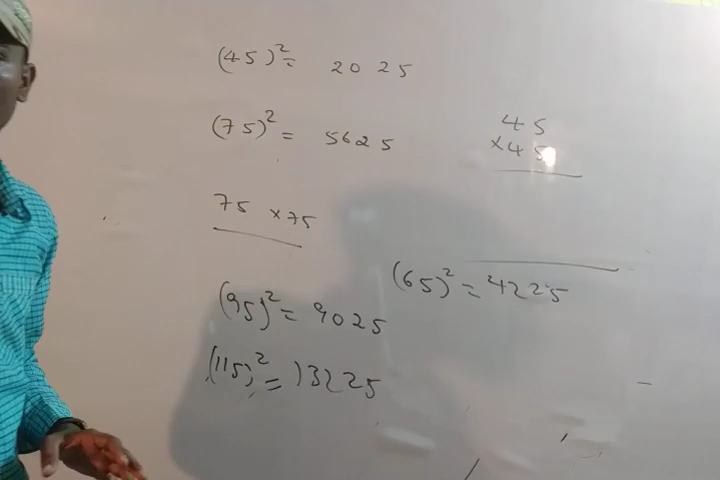 (45)² = 2025
(75)² = 5625
45
×45
75 ×75
(65)² = 4225
(95)² = 9025
(115)² = 13225